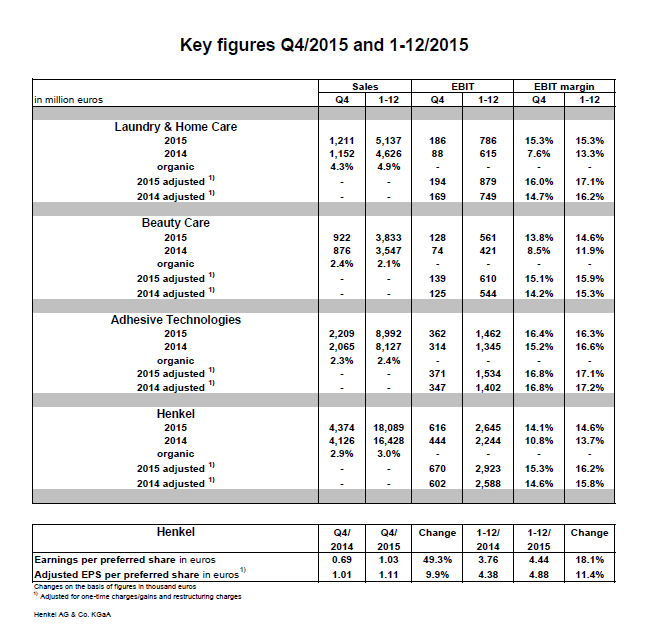 Key figures Q4/2015 and 1-12/2015
Sales EBIT EBIT margin
in million euros Q4 1-12 Q4 1-12 Q4 1-12
Laundry & Home Care
2015 1,211 5,137 186 786 15.3% 15.3%
2014 1,152 4,626 88 615 7.6% 13.3%
organic 4.3% 4.9% - - - -
2015 adjusted 1) - - 194 879 16.0% 17.1%
2014 adjusted 1) - - 169 749 14.7% 16.2%
Beauty Care
2015 922 3,833 128 561 13.8% 14.6%
2014 876 3,547 74 421 8.5% 11.9%
organic 2.4% 2.1% - - - -
2015 adjusted 1) - - 139 610 15.1% 15.9%
2014 adjusted 1) - - 125 544 14.2% 15.3%
Adhesive Technologies
2015 2,209 8,992 362 1,462 16.4% 16.3%
2014 2,065 8,127 314 1,345 15.2% 16.6%
organic 2.3% 2.4% - - - -
2015 adjusted 1) - - 371 1,534 16.8% 17.1%
2014 adjusted 1) - - 347 1,402 16.8% 17.2%
Henkel
2015 4,374 18,089 616 2,645 14.1% 14.6%
2014 4,126 16,428 444 2,244 10.8% 13.7%
organic 2.9% 3.0% - - - -
2015 adjusted 1) - - 670 2,923 15.3% 16.2%
2014 adjusted 1) - - 602 2,588 14.6% 15.8%
Henkel Q4/ Q4/ Change 1-12/ 1-12/ Change
2014 2015 2014 2015
Earnings per preferred share in euros 0.69 1.03 49.3% 3.76 4.44 18.1%
Adjusted EPS per preferred share in euros 1) 1.01 1.11 9.9% 4.38 4.88 11.4%
Changes on the basis of figures in thousand euros
1) Adjusted for one-time charges/gains and restructuring charges
Henkel AG & Co. KGaA